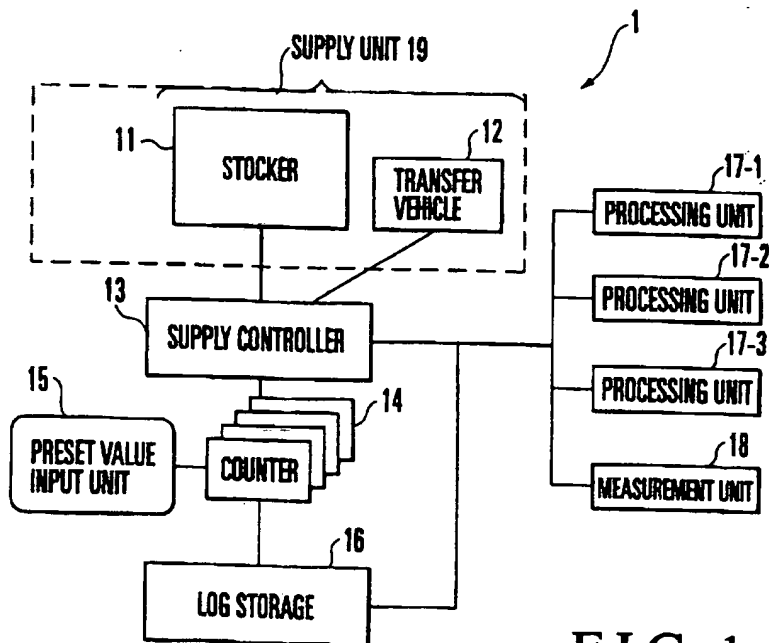 1
SUPPLY UNIT 19
11
STOCKER
12
TRANSFER
VEHICLE
17-1
PROCESSING UNIT
17-2
PROCESSING UNIT
17-3
PROCESSING UNIT
18
MEASUREMENT UNIT
13
SUPPLY CONTROLLER
14
COUNTER
15
PRESET VALUE
INPUT UNIT
16
LOG STORAGE
FIG. 1